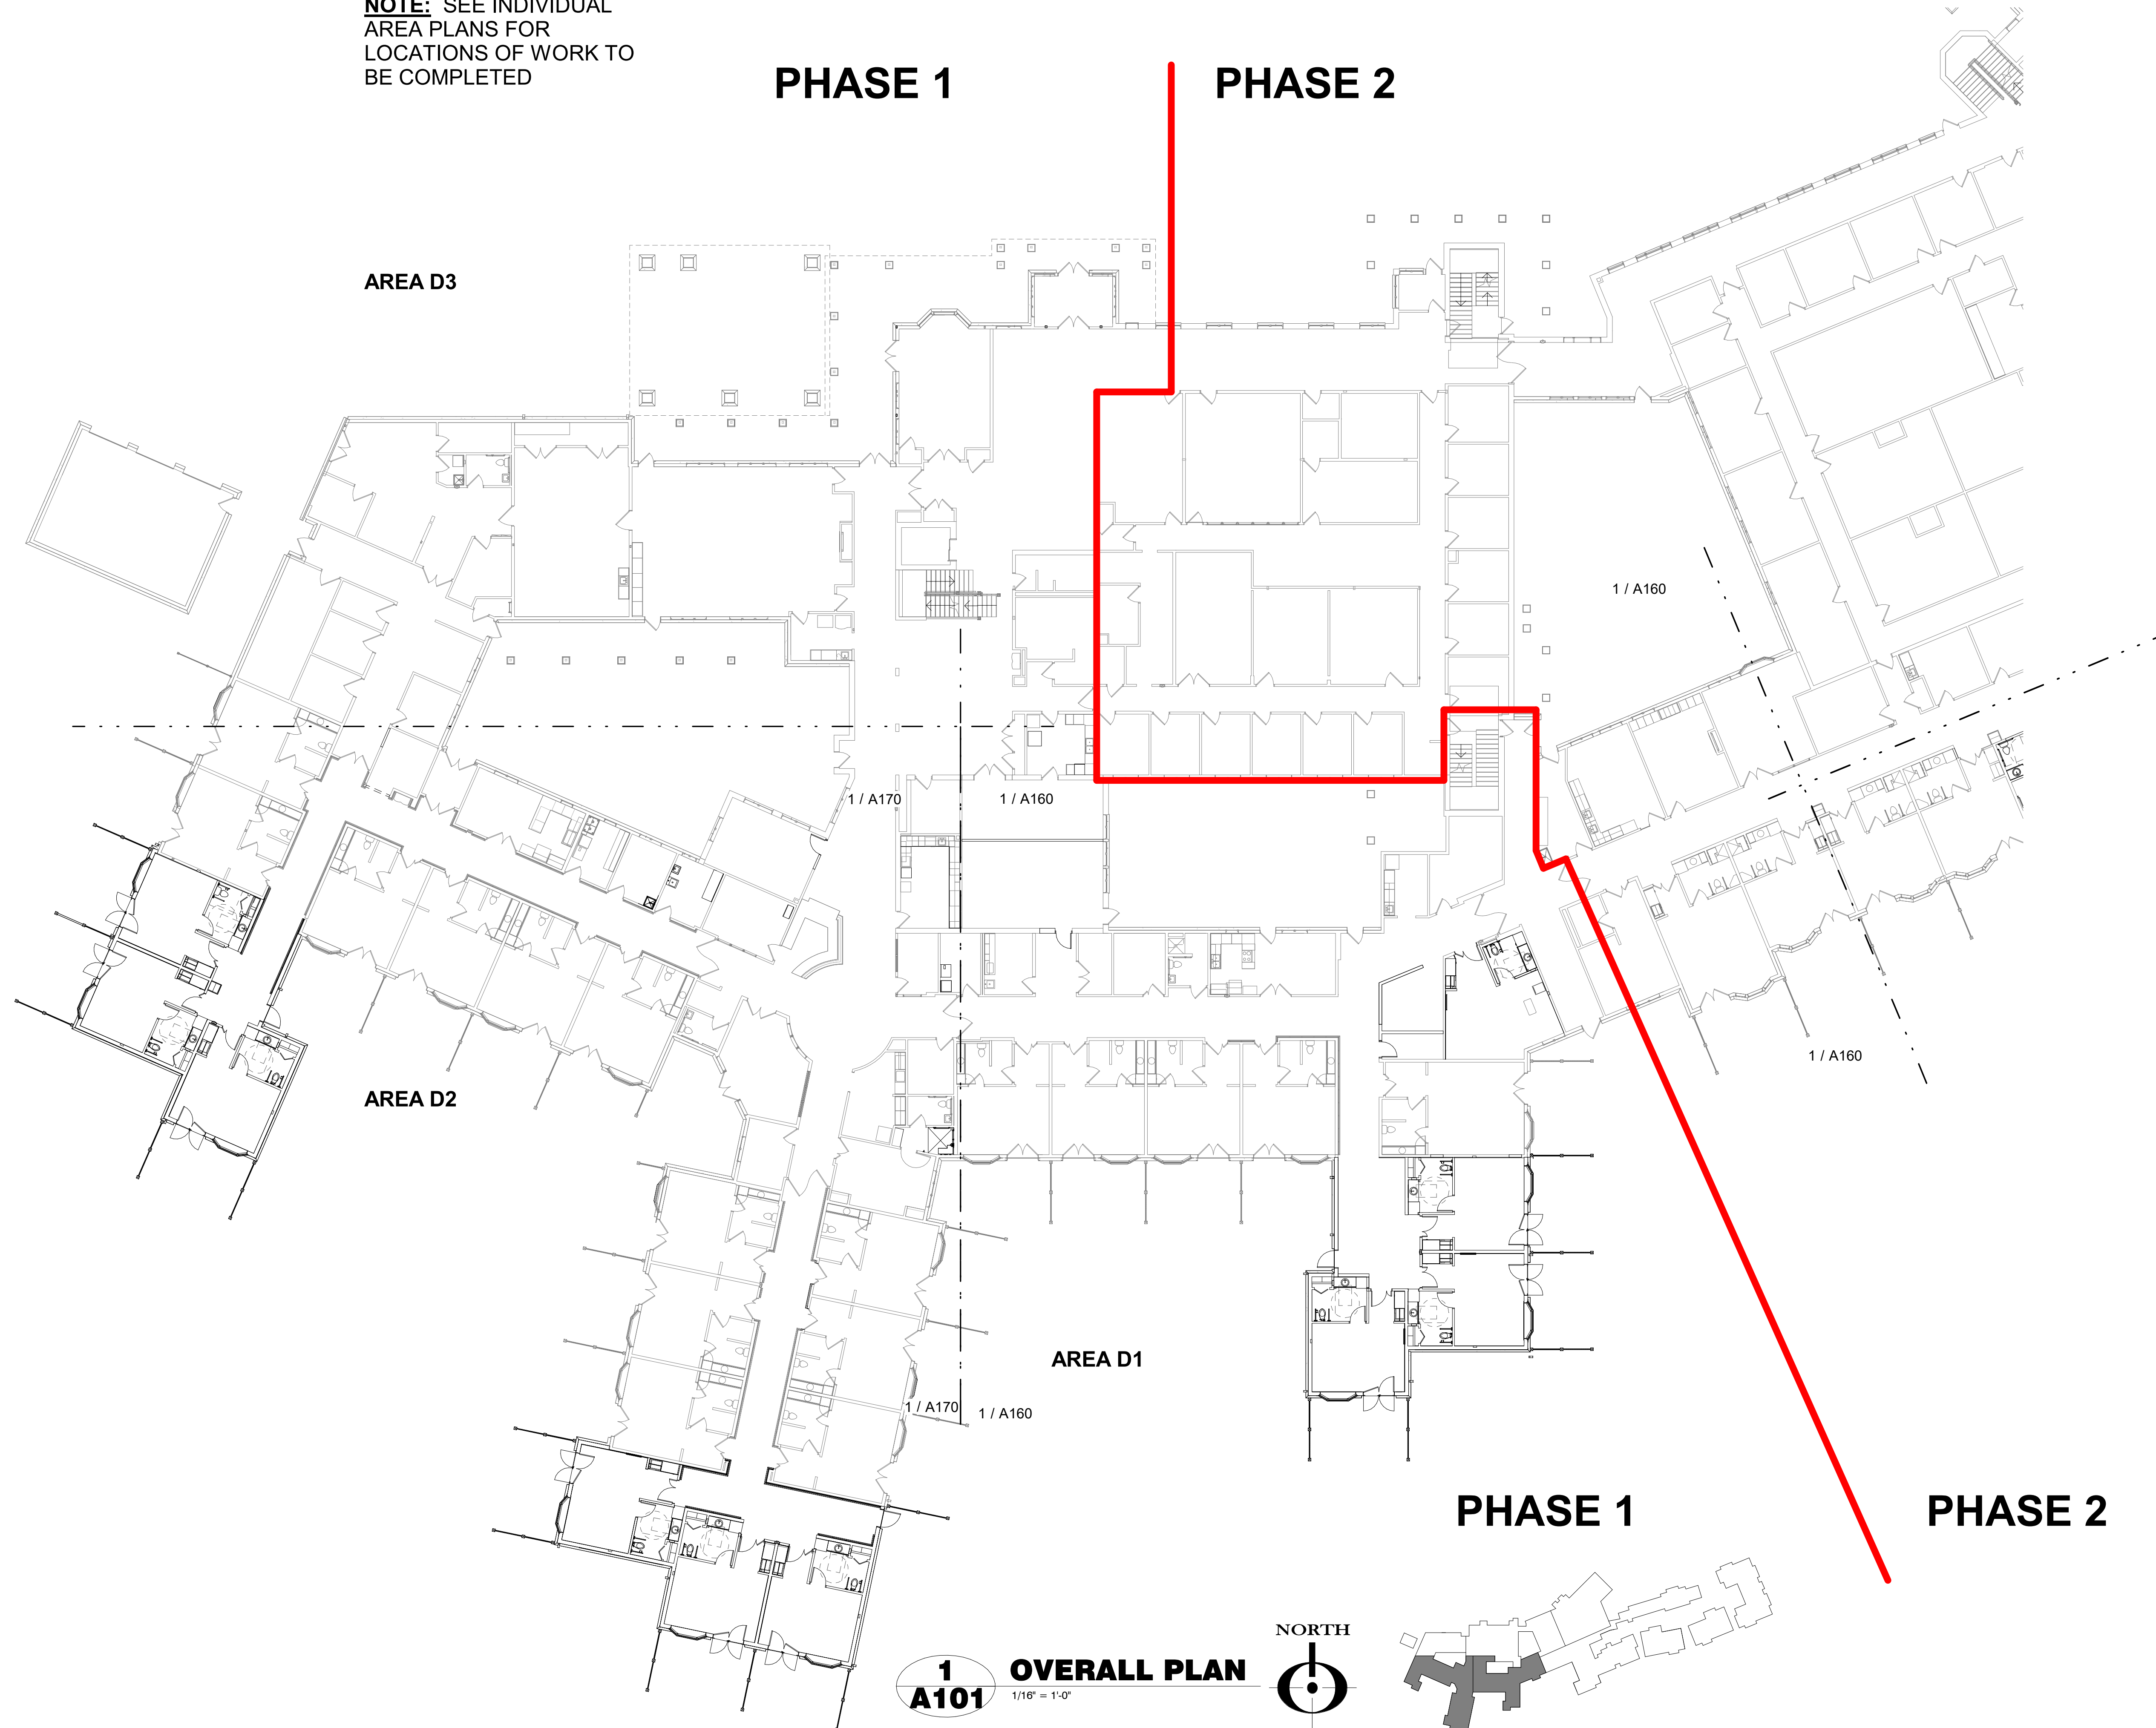 NOTE: SEE INDIVIDUAL
AREA PLANS FOR
LOCATIONS OF WORK TO
BE COMPLETED
PHASE 1
PHASE 2
AREA D3
1 / A160
1 / A170
1 / A160
1 / A160
AREA D2
AREA D1
1 / A170
1 / A160
PHASE 1
PHASE 2
1
A101
OVERALL PLAN
1/16" = 1'-0"
NORTH